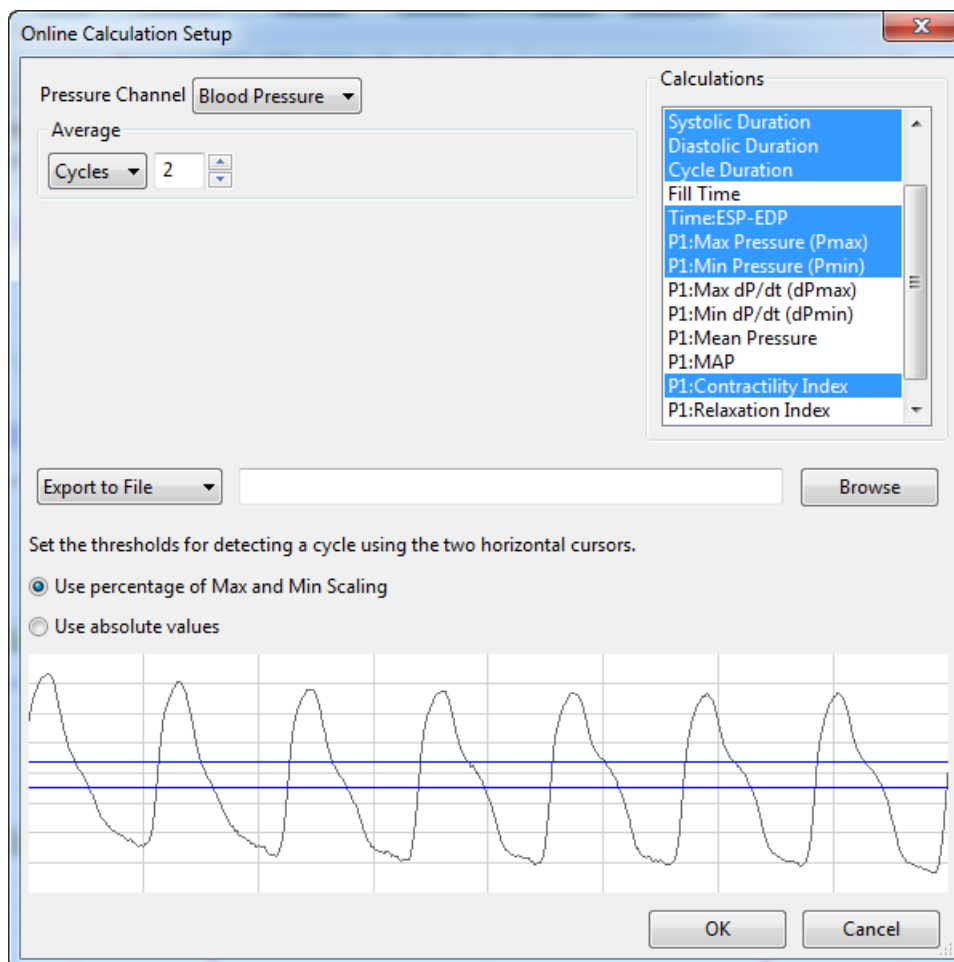 Online Calculation Setup
Pressure Channel Blood Pressure
Average
Cycles 2
Calculations
Systolic Duration
Diastolic Duration
Cycle Duration
Fill Time
Time:ESP-EDP
P1:Max Pressure (Pmax)
P1:Min Pressure (Pmin)
P1:Max dP/dt (dPmax)
P1:Min dP/dt (dPmin)
P1:Mean Pressure
P1:MAP
P1:Contractility Index
P1:Relaxation Index
Export to File Browse
Set the thresholds for detecting a cycle using the two horizontal cursors.
Use percentage of Max and Min Scaling
Use absolute values
OK Cancel